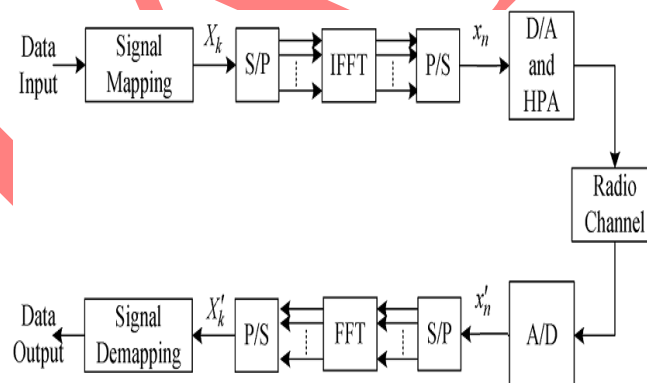 Data
Input
Signal
Mapping
X_k
S/P
IFFT
P/S
x_n
D/A
and
HPA
Radio
Channel
A/D
x'_n
S/P
FFT
P/S
X'_k
Signal
Demapping
Data
Output